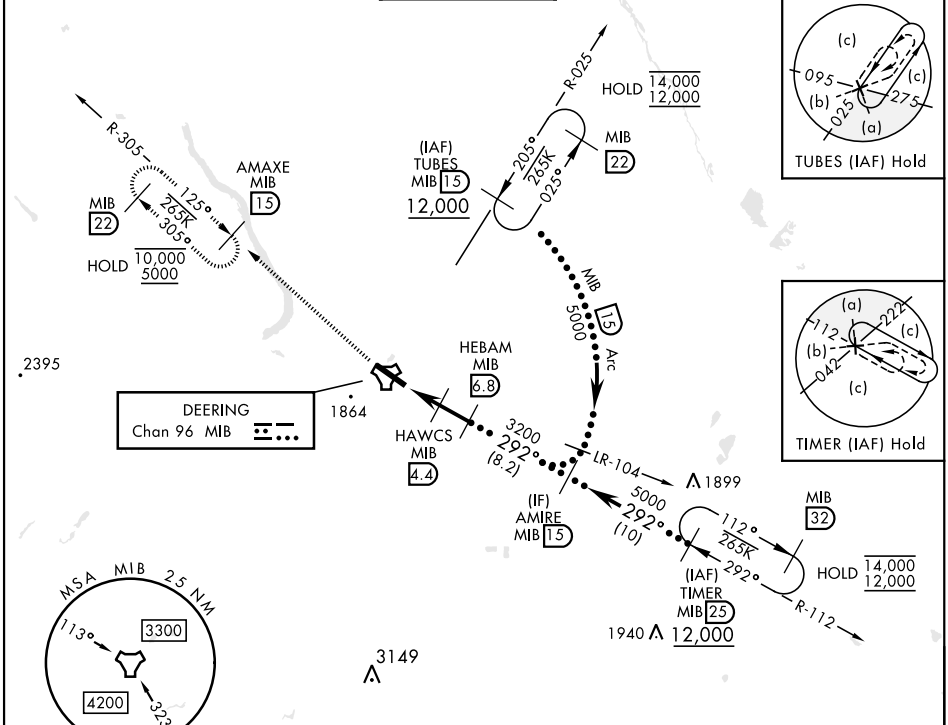 R-025
HOLD 14,000
12,000
(IAF)
TUBES
MIB 15
12,000
205°
265K
025°
MIB
22
R-305
AMAXE
MIB
15
125°
265K
305°
MIB
22
HOLD 10,000
5000
(c)
095
(b)
025
(c)
275
(a)
TUBES (IAF) Hold
MIB
15
Arc
5000
2395
HEBAM
MIB
6.8
DEERING
Chan 96 MIB
1864
HAWCS
MIB
4.4
3200
292°
(8.2)
LR-104
1899
(IF)
AMIRE
MIB 15
5000
292°
(10)
112°
265K
292°
MIB
32
HOLD 14,000
12,000
R-112
(IAF)
TIMER
MIB 25
1940 12,000
(a)
222
112
(c)
(b)
042
(c)
TIMER (IAF) Hold
MSA MIB 25 NM
113°
3300
4200
323
3149